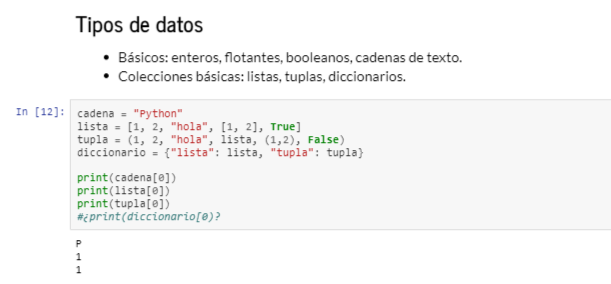 Tipos de datos
• Básicos: enteros, flotantes, booleanos, cadenas de texto.
• Colecciones básicas: listas, tuplas, diccionarios.
In [12]:
cadena = "Python"
lista = [1, 2, "hola", [1, 2], True]
tupla = (1, 2, "hola", lista, (1,2), False)
diccionario = {"lista": lista, "tupla": tupla}
print(cadena[0])
print(lista[0])
print(tupla[0])
#¿print(diccionario[0)?
P
1
1